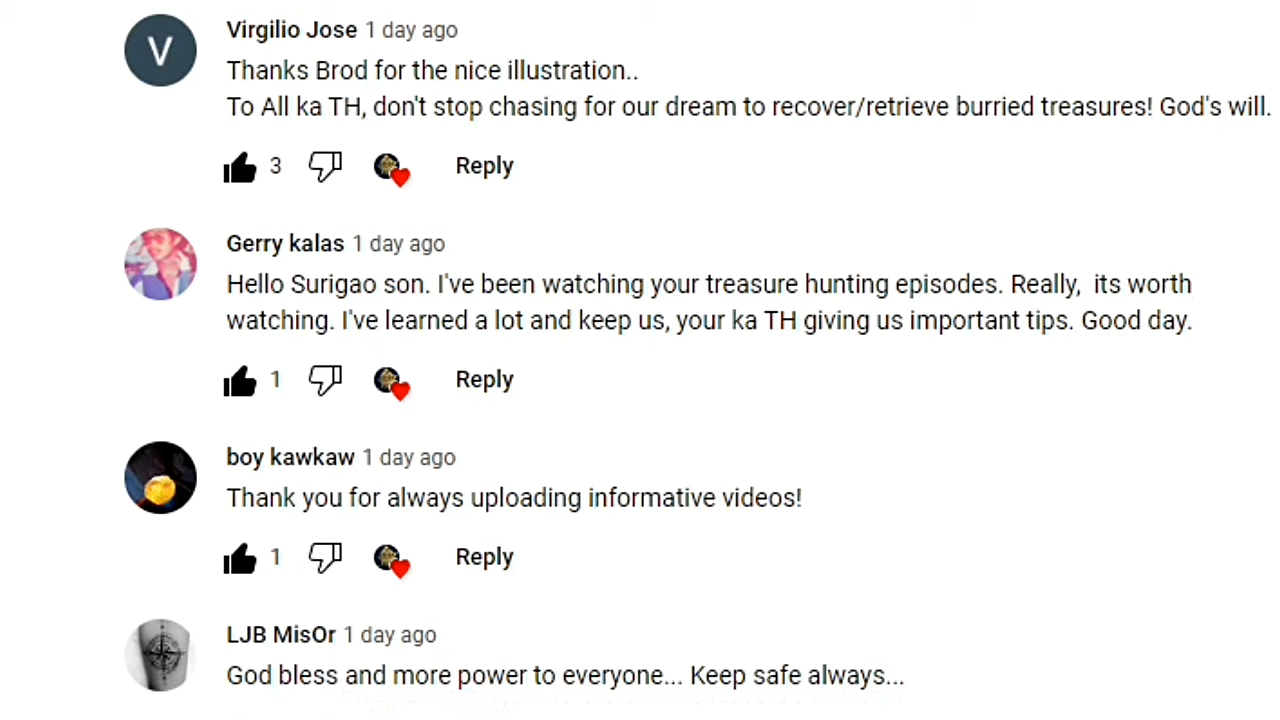 V
Virgilio Jose 1 day ago
Thanks Brod for the nice illustration..
To All ka TH, don't stop chasing for our dream to recover/retrieve burried treasures! God's will.
3 Reply
Gerry kalas 1 day ago
Hello Surigao son. I've been watching your treasure hunting episodes. Really,  its worth
watching. I've learned a lot and keep us, your ka TH giving us important tips. Good day.
1 Reply
boy kawkaw 1 day ago
Thank you for always uploading informative videos!
1 Reply
LJB MisOr 1 day ago
God bless and more power to everyone... Keep safe always...